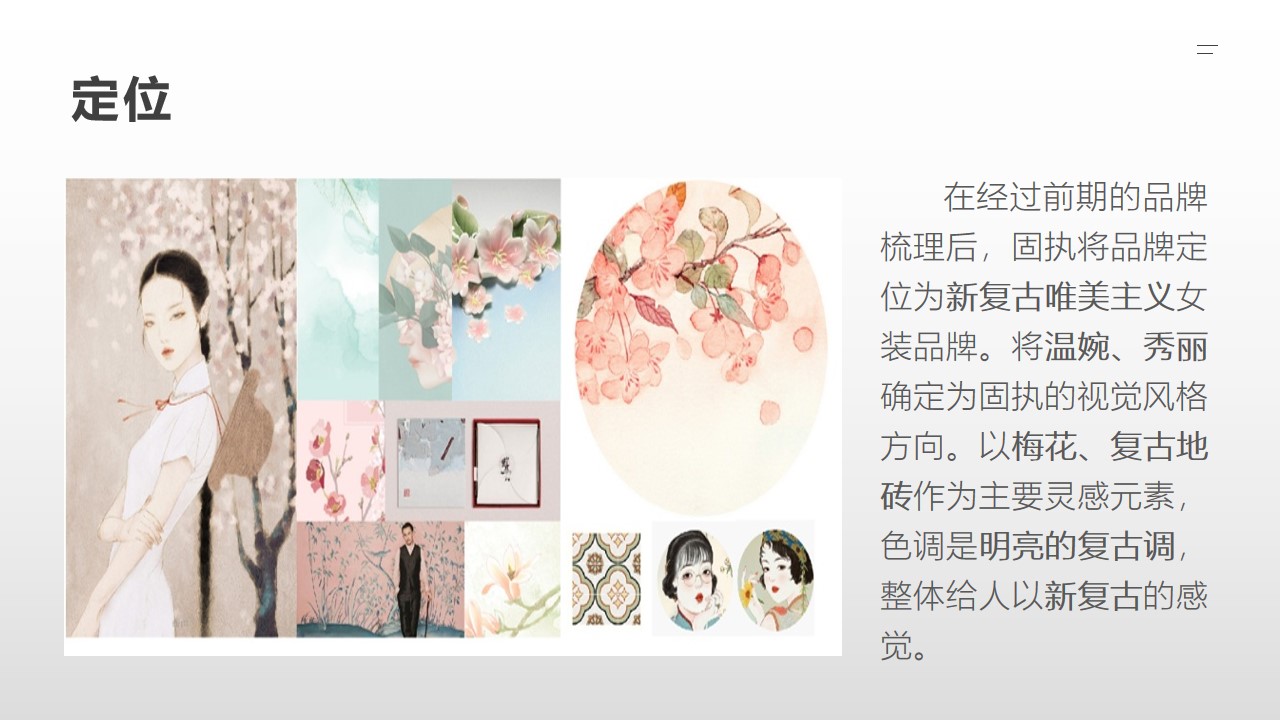 定位
在经过前期的品牌
梳理后，固执将品牌定
位为新复古唯美主义女
装品牌。将温婉、秀丽
确定为固执的视觉风格
方向。以梅花、复古地
砖作为主要灵感元素，
色调是明亮的复古调，
整体给人以新复古的感
觉。